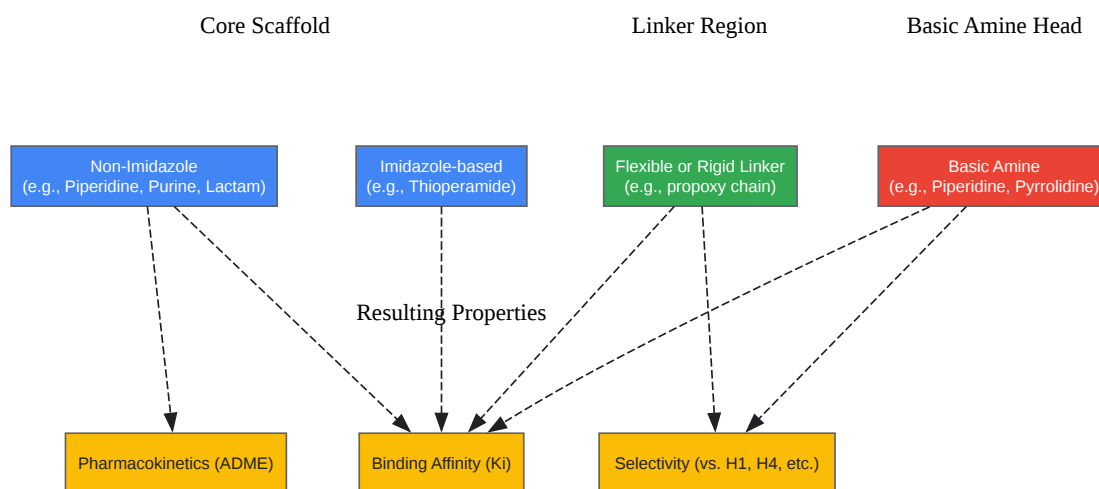 Core Scaffold
Linker Region
Basic Amine Head
Non-Imidazole
(e.g., Piperidine, Purine, Lactam)
Imidazole-based
(e.g., Thioperamide)
Flexible or Rigid Linker
(e.g., propoxy chain)
Basic Amine
(e.g., Piperidine, Pyrrolidine)
Resulting Properties
Pharmacokinetics (ADME)
Binding Affinity (Ki)
Selectivity (vs. H1, H4, etc.)